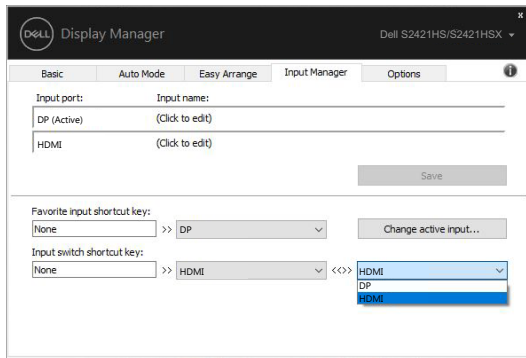 x
DELL Display Manager Dell S2421HS/S2421HSX
Basic Auto Mode Easy Arrange Input Manager Options
Input port: Input name:
DP (Active) (Click to edit)
HDMI (Click to edit)
Save
Favorite input shortcut key:
None >> DP Change active input...
Input switch shortcut key:
None >> HDMI <<>> HDMI
DP
HDMI